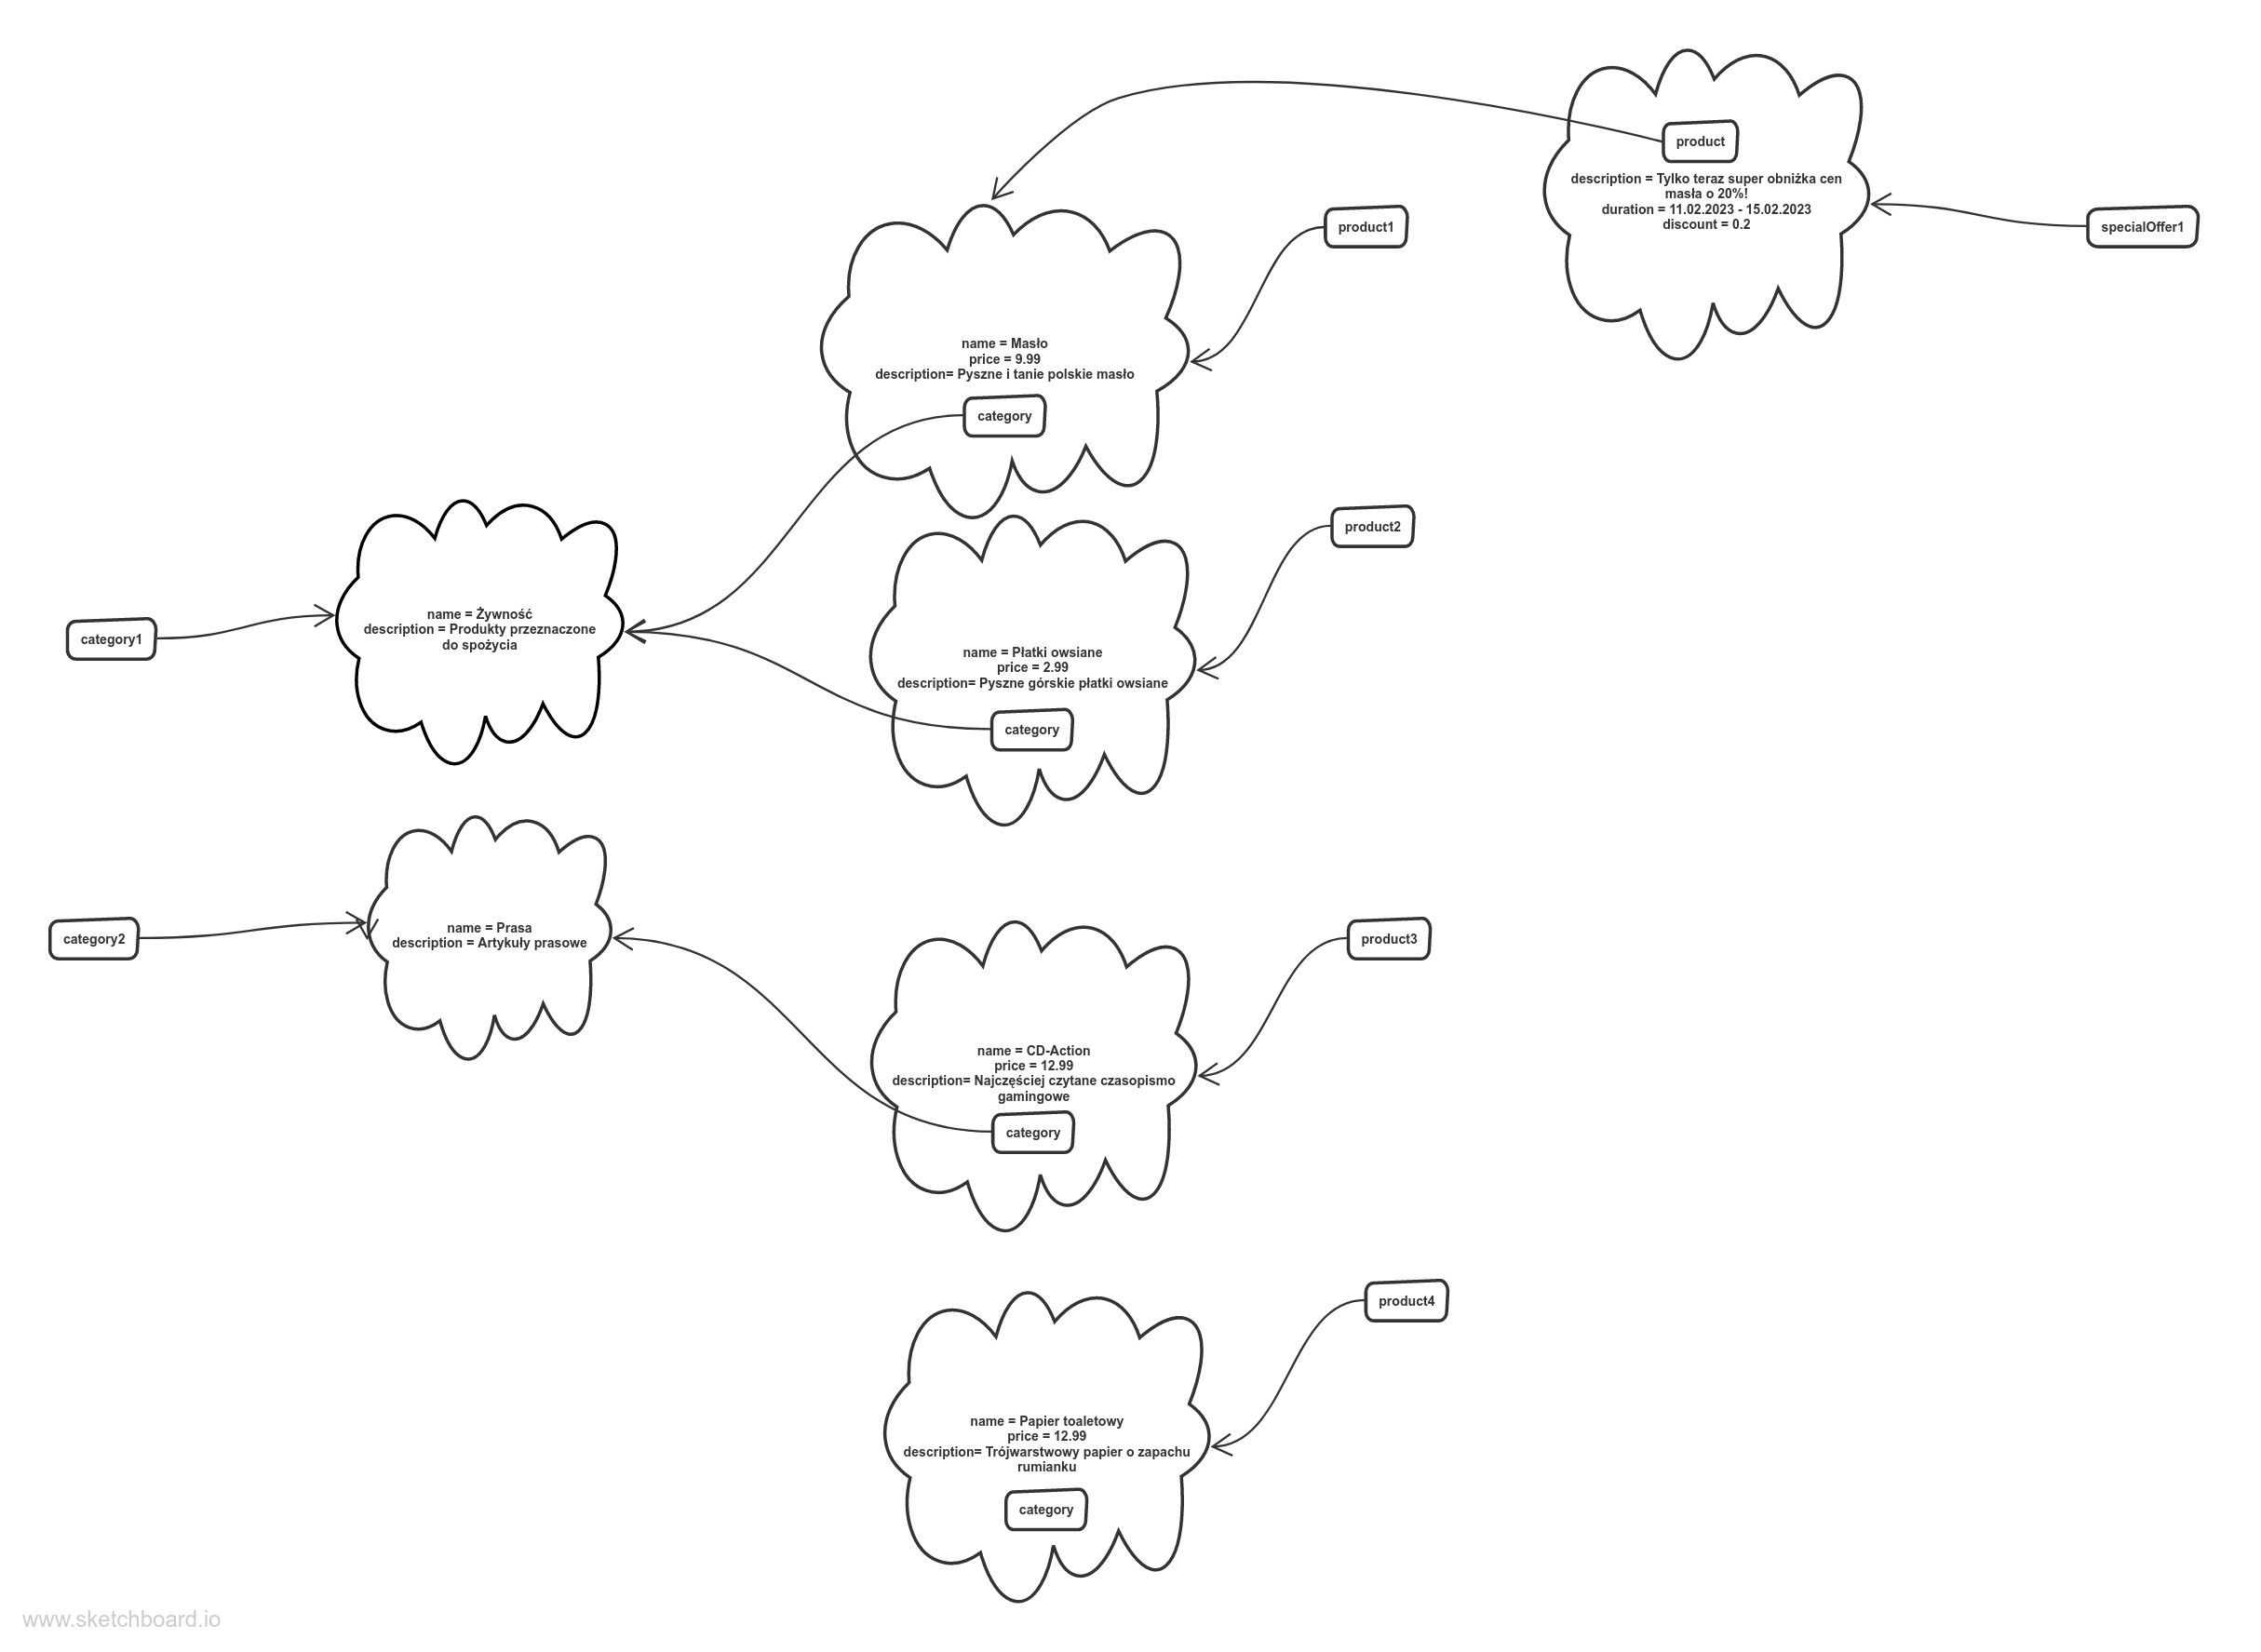 product
description = Tylko teraz super obniżka cen
masła o 20%!
duration = 11.02.2023 - 15.02.2023
discount = 0.2
specialOffer1
product1
name = Masło
price = 9.99
description= Pyszne i tanie polskie masło
category
product2
category1
name = Żywność
description = Produkty przeznaczone
do spożycia
name = Płatki owsiane
price = 2.99
description= Pyszne górskie płatki owsiane
category
category2
name = Prasa
description = Artykuły prasowe
product3
name = CD-Action
price = 12.99
description= Najczęściej czytane czasopismo
gamingowe
category
product4
name = Papier toaletowy
price = 12.99
description= Trójwarstwowy papier o zapachu
rumianku
category
www.sketchboard.io